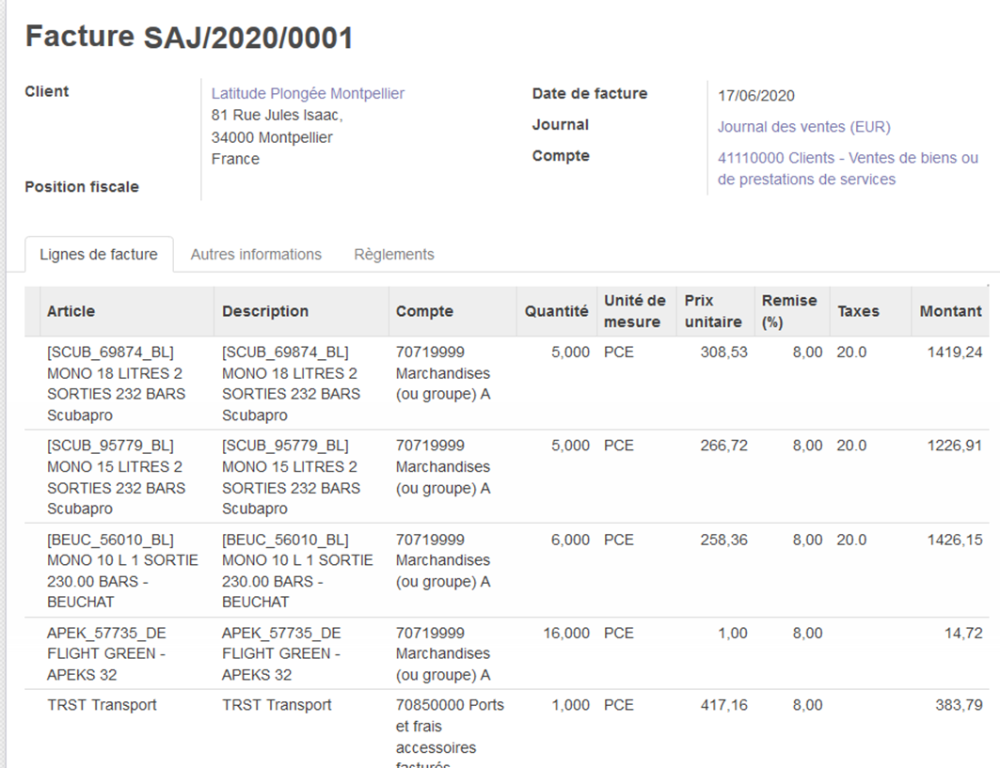 Facture SAJ/2020/0001
Client
Latitude Plongée Montpellier
81 Rue Jules Isaac,
34000 Montpellier
France
Position fiscale
Date de facture
17/06/2020
Journal
Journal des ventes (EUR)
Compte
41110000 Clients - Ventes de biens ou
de prestations de services
Lignes de facture Autres informations Règlements
Article Description Compte Quantité Unité de mesure Prix unitaire Remise (%) Taxes Montant
[SCUB_69874_BL] [SCUB_69874_BL] 70719999 5,000 PCE 308,53 8,00 20.0 1419,24
MONO 18 LITRES 2 MONO 18 LITRES 2 Marchandises
SORTIES 232 BARS SORTIES 232 BARS (ou groupe) A
Scubapro Scubapro
[SCUB_95779_BL] [SCUB_95779_BL] 70719999 5,000 PCE 266,72 8,00 20.0 1226,91
MONO 15 LITRES 2 MONO 15 LITRES 2 Marchandises
SORTIES 232 BARS SORTIES 232 BARS (ou groupe) A
Scubapro Scubapro
[BEUC_56010_BL] [BEUC_56010_BL] 70719999 6,000 PCE 258,36 8,00 20.0 1426,15
MONO 10 L 1 SORTIE MONO 10 L 1 SORTIE Marchandises
230.00 BARS - 230.00 BARS - (ou groupe) A
BEUCHAT BEUCHAT
APEK_57735_DE APEK_57735_DE 70719999 16,000 PCE 1,00 8,00 14,72
FLIGHT GREEN - FLIGHT GREEN - Marchandises
APEKS 32 APEKS 32 (ou groupe) A
TRST Transport TRST Transport 70850000 Ports 1,000 PCE 417,16 8,00 383,79
et frais
accessoires
facturés